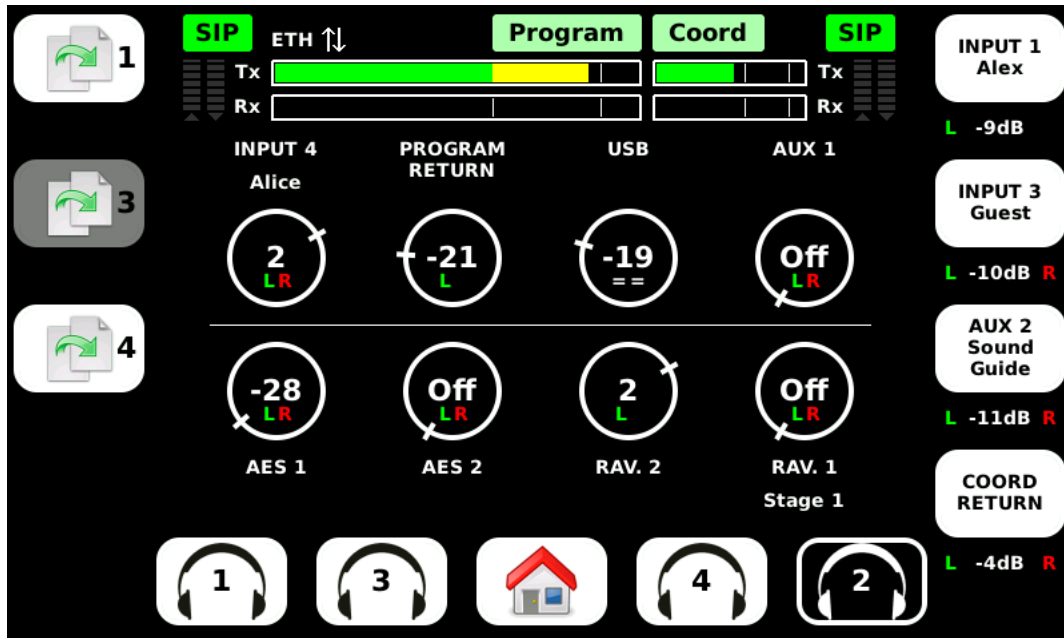 1
SIP
ETH
Program
Coord
SIP
INPUT 1
Alex
Tx
Tx
Rx
Rx
L -9dB
INPUT 4
Alice
PROGRAM
RETURN
USB
AUX 1
3
INPUT 3
Guest
2
L R
-21
L
-19
= =
Off
L R
L -10dB R
4
AUX 2
Sound
Guide
-28
L R
Off
L R
2
L
Off
L R
L -11dB R
AES 1
AES 2
RAV. 2
RAV. 1
Stage 1
COORD
RETURN
L -4dB R
1
3
4
2